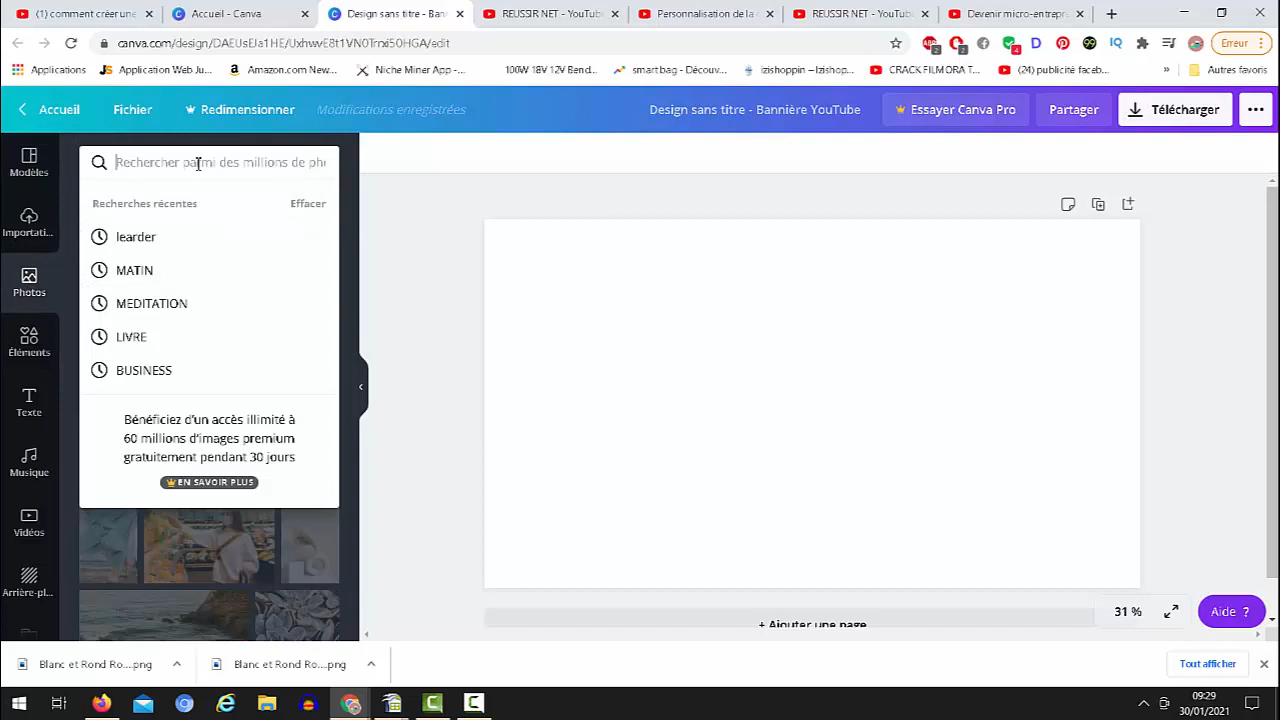 (1) comment créer une
Accueil - Canva
Design sans titre - Bann
REUSSIR NET - YouTub
Personnalisation de la
REUSSIR NET - YouTub
Devenir micro-entrepr
canva.com/design/
/edit
Erreur
Applications
Application Web Ju...
Amazon.com New...
Niche Miner App -...
100W 18V 12V Bend...
smart bag - Découv...
izishoppin – Izishop...
CRACK FILMORA T...
(24) publicité faceb...
»
Autres favoris
Accueil
Fichier
Redimensionner
Modifications enregistrées
Design sans titre - Bannière YouTube
Essayer Canva Pro
Partager
Télécharger
Modèles
Importati...
Photos
Éléments
Texte
Musique
Vidéos
Arrière-pl...
Rechercher parmi des millions de pho
Recherches récentes
Effacer
learder
MATIN
MEDITATION
LIVRE
BUSINESS
Bénéficiez d'un accès illimité à
60 millions d'images premium
gratuitement pendant 30 jours
EN SAVOIR PLUS
+ Ajouter une page
31 %
Aide ?
Blanc et Rond Ro....png
Blanc et Rond Ro....png
Tout afficher
09:29
30/01/2021